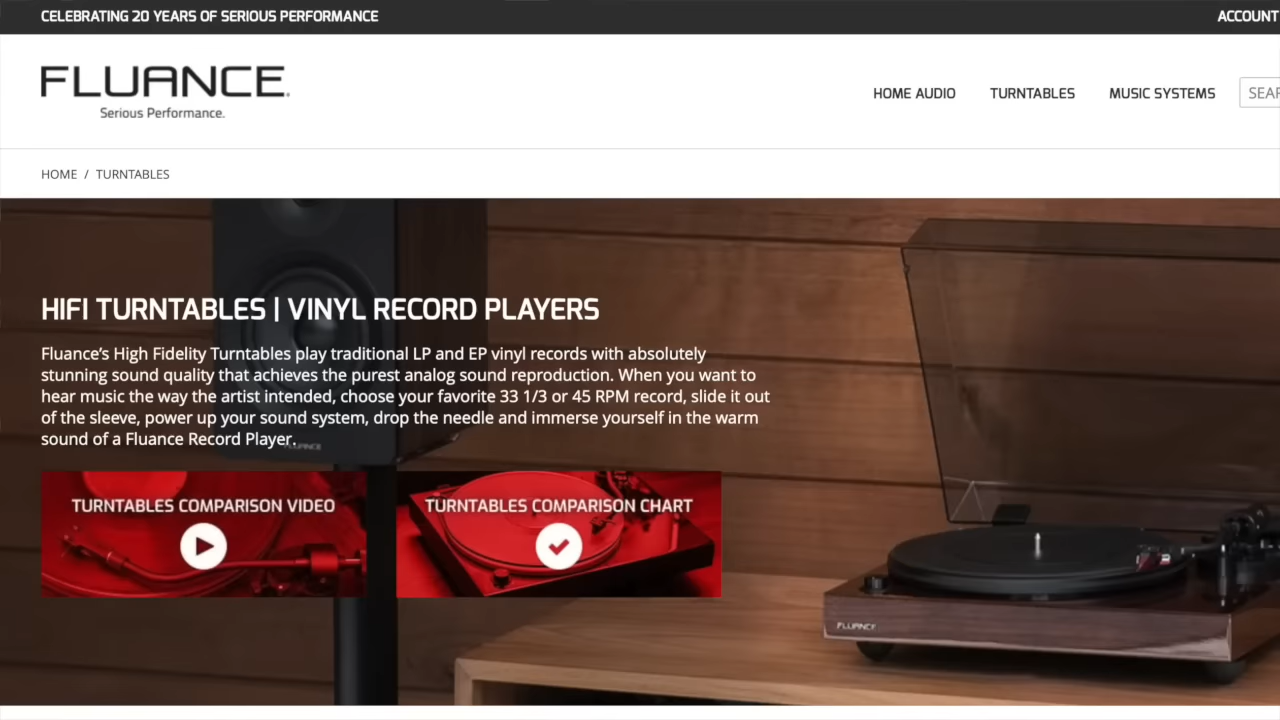 CELEBRATING 20 YEARS OF SERIOUS PERFORMANCE
ACCOUNT
FLUANCE.
Serious Performance.
HOME AUDIO
TURNTABLES
MUSIC SYSTEMS
SEAR
HOME / TURNTABLES
HIFI TURNTABLES | VINYL RECORD PLAYERS
Fluance's High Fidelity Turntables play traditional LP and EP vinyl records with absolutely
stunning sound quality that achieves the purest analog sound reproduction. When you want to
hear music the way the artist intended, choose your favorite 33 1/3 or 45 RPM record, slide it out
of the sleeve, power up your sound system, drop the needle and immerse yourself in the warm
sound of a Fluance Record Player.
FLUANCE
TURNTABLES COMPARISON VIDEO
TURNTABLES COMPARISON CHART
FLUANCE